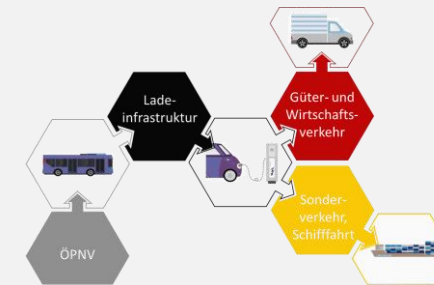 Lade-
infrastruktur
Güter- und
Wirtschafts-
verkehr
Sonder-
verkehr,
Schifffahrt
ÖPNV